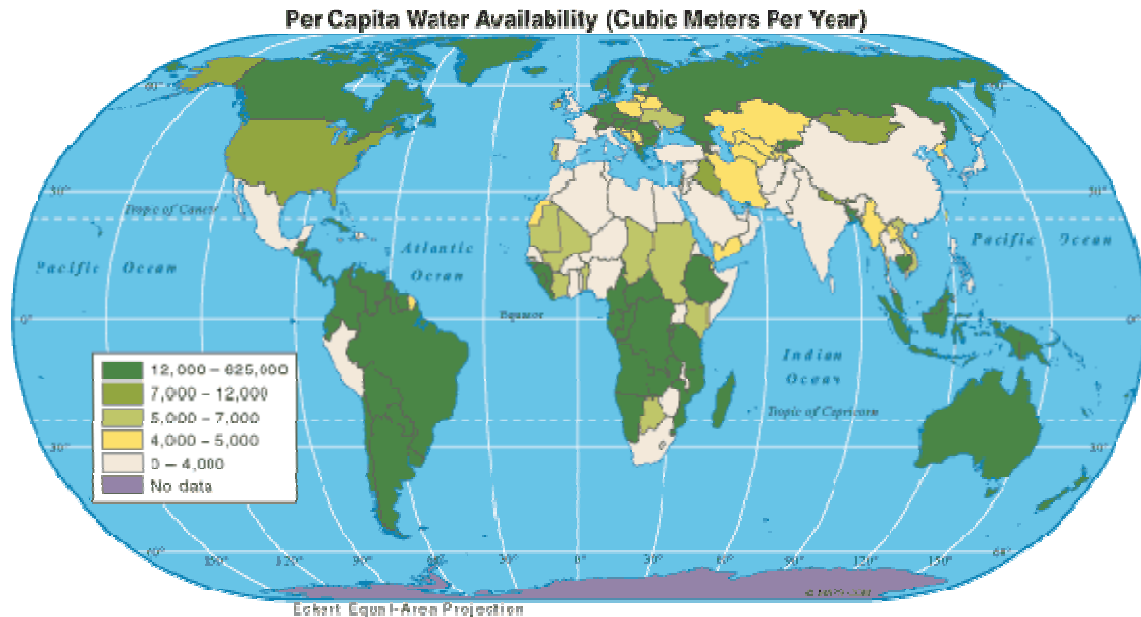 Per Capita Water Availability (Cubic Meters Per Year)
60°
60°
30°
30°
Tropic of Cancer
Pacific Ocean
Atlantic
Ocean
Pacific Ocean
Equator
0°
0°
Indian
Ocean
Tropic of Capricorn
12,000 – 625,000
7,000 – 12,000
5,000 – 7,000
4,000 – 5,000
0 – 4,000
No data
30°
30°
60°
150°
120°
90°
60°
30°
0°
30°
60°
90°
120°
150°
60°
Eckert Equal-Area Projection